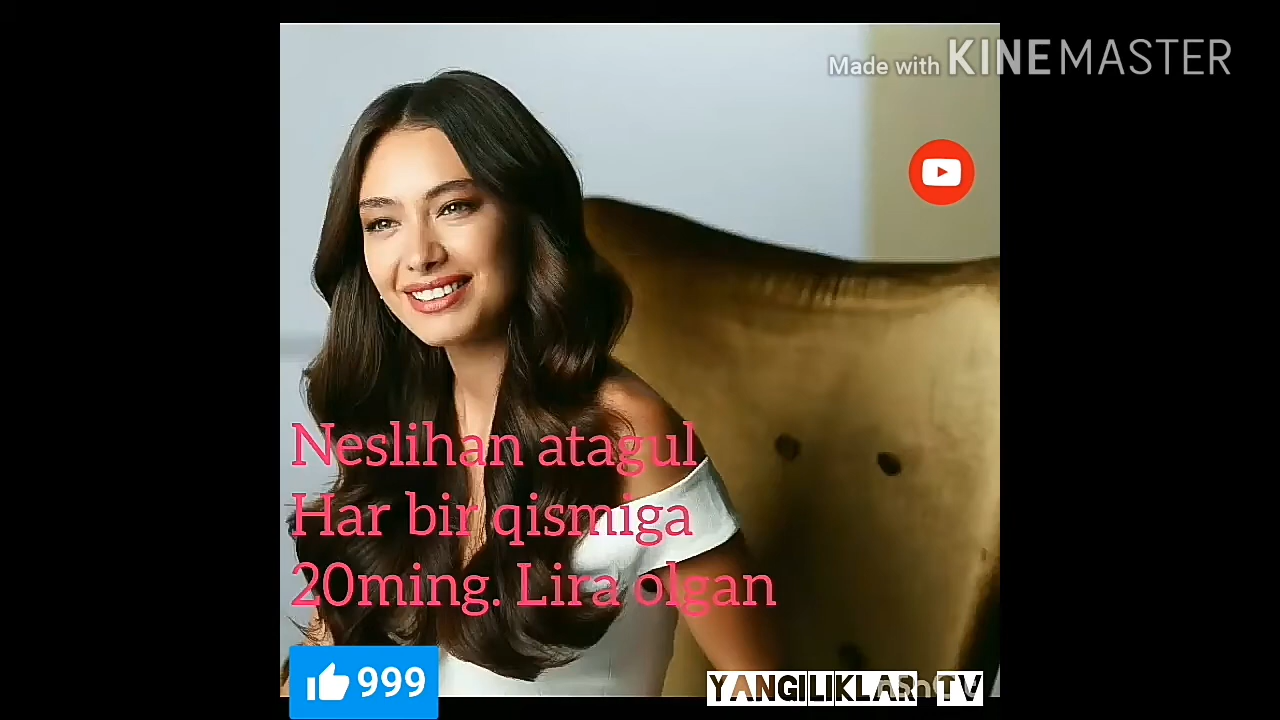 Made with KINEMASTER
Neslihan atagul
Har bir qismiga
20ming. Lira olgan
999
YANGILIKLAR TV